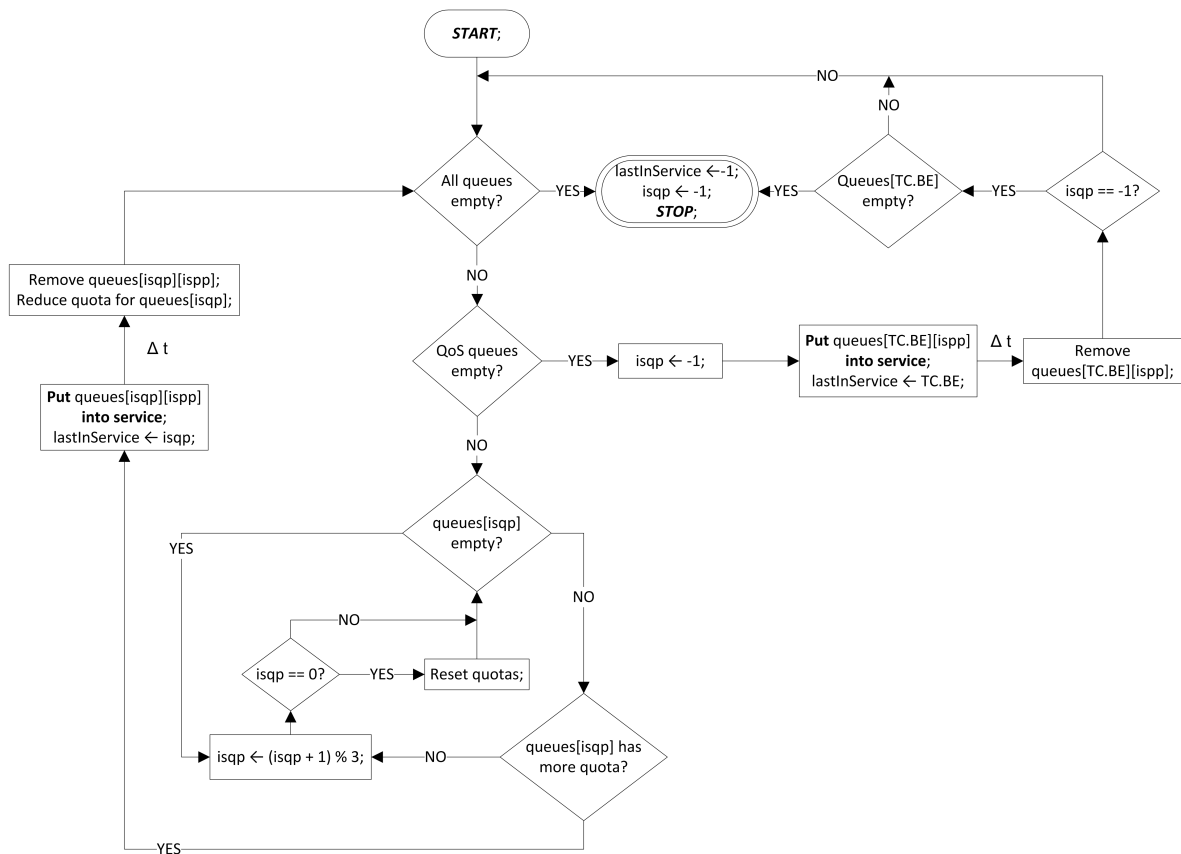 START;
NO
NO
All queues
empty?
YES
lastInService ←-1;
isqp ← -1;
STOP;
YES
Queues[TC.BE]
empty?
YES
isqp == -1?
NO
Remove queues[isqp][ispp];
Reduce quota for queues[isqp];
Δ t
QoS queues
empty?
YES
isqp ← -1;
Put queues[TC.BE][ispp]
into service;
lastInService ← TC.BE;
Δ t
Remove
queues[TC.BE][ispp];
Put queues[isqp][ispp]
into service;
lastInService ← isqp;
NO
queues[isqp]
empty?
YES
NO
NO
isqp == 0?
YES
Reset quotas;
isqp ← (isqp + 1) % 3;
NO
queues[isqp] has
more quota?
YES